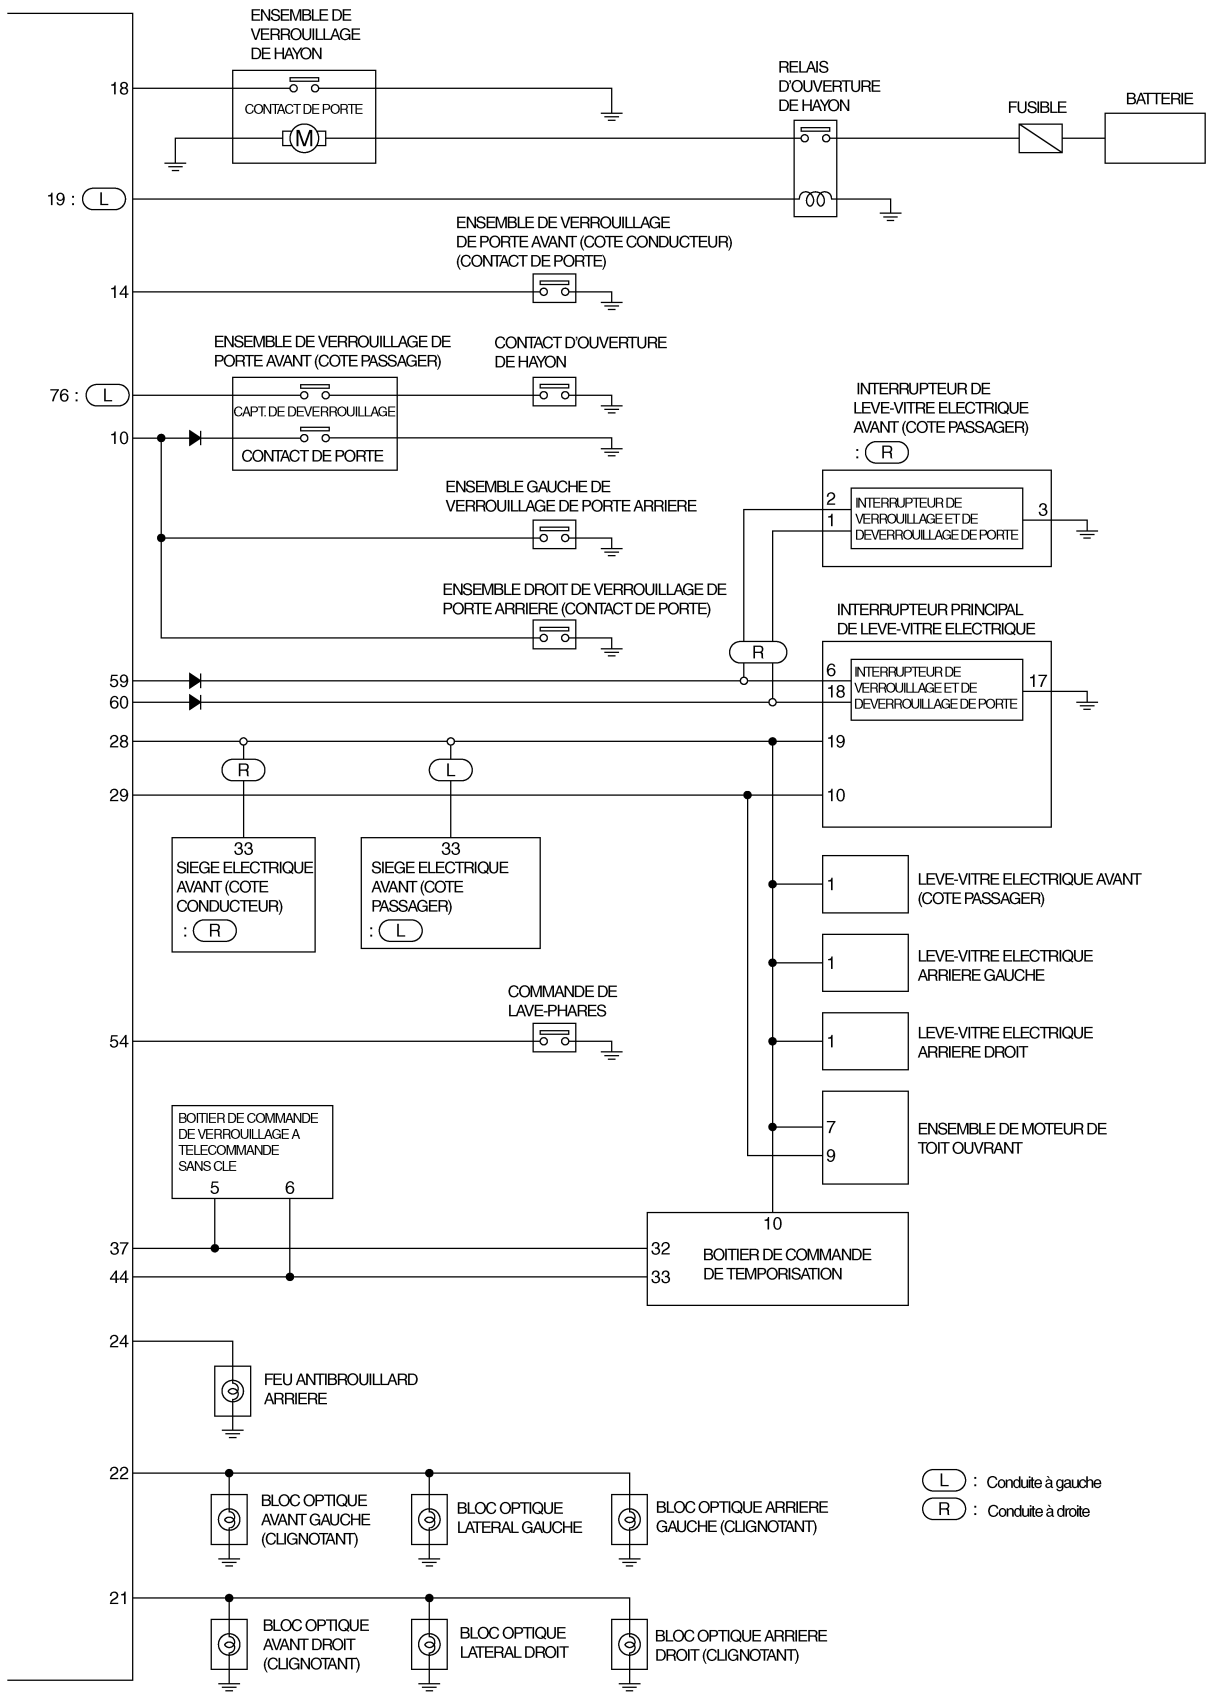 ENSEMBLE DE
VERROUILLAGE
DE HAYON
18
CONTACT DE PORTE
M
RELAIS
D'OUVERTURE
DE HAYON
FUSIBLE
BATTERIE
19 : L
ENSEMBLE DE VERROUILLAGE
DE PORTE AVANT (COTE CONDUCTEUR)
(CONTACT DE PORTE)
14
ENSEMBLE DE VERROUILLAGE DE
PORTE AVANT (COTE PASSAGER)
CONTACT D'OUVERTURE
DE HAYON
76 : L
CAPT. DE DEVERROUILLAGE
10
CONTACT DE PORTE
INTERRUPTEUR DE
LEVE-VITRE ELECTRIQUE
AVANT (COTE PASSAGER)
: R
2
1
INTERRUPTEUR DE
VERROUILLAGE ET DE
DEVERROUILLAGE DE PORTE
3
ENSEMBLE GAUCHE DE
VERROUILLAGE DE PORTE ARRIERE
ENSEMBLE DROIT DE VERROUILLAGE DE
PORTE ARRIERE (CONTACT DE PORTE)
INTERRUPTEUR PRINCIPAL
DE LEVE-VITRE ELECTRIQUE
R
59
60
6
18
INTERRUPTEUR DE
VERROUILLAGE ET DE
DEVERROUILLAGE DE PORTE
17
28
19
R
L
29
10
33
SIEGE ELECTRIQUE
AVANT (COTE
CONDUCTEUR)
: R
33
SIEGE ELECTRIQUE
AVANT (COTE
PASSAGER)
: L
1
LEVE-VITRE ELECTRIQUE AVANT
(COTE PASSAGER)
1
LEVE-VITRE ELECTRIQUE
ARRIERE GAUCHE
COMMANDE DE
LAVE-PHARES
54
1
LEVE-VITRE ELECTRIQUE
ARRIERE DROIT
7
9
ENSEMBLE DE MOTEUR DE
TOIT OUVRANT
BOITIER DE COMMANDE
DE VERROUILLAGE A
TELECOMMANDE
SANS CLE
5 6
37
44
10
32
33
BOITIER DE COMMANDE
DE TEMPORISATION
24
FEU ANTIBROUILLARD
ARRIERE
22
BLOC OPTIQUE
AVANT GAUCHE
(CLIGNOTANT)
BLOC OPTIQUE
LATERAL GAUCHE
BLOC OPTIQUE ARRIERE
GAUCHE (CLIGNOTANT)
L : Conduite à gauche
R : Conduite à droite
21
BLOC OPTIQUE
AVANT DROIT
(CLIGNOTANT)
BLOC OPTIQUE
LATERAL DROIT
BLOC OPTIQUE ARRIERE
DROIT (CLIGNOTANT)